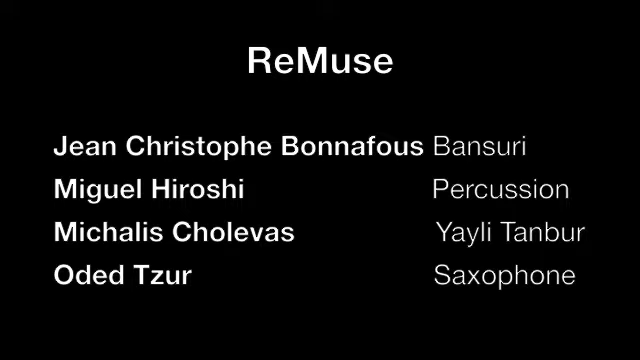 ReMuse
Jean Christophe Bonnafous Bansuri
Miguel Hiroshi Percussion
Michalis Cholevas Yayli Tanbur
Oded Tzur Saxophone